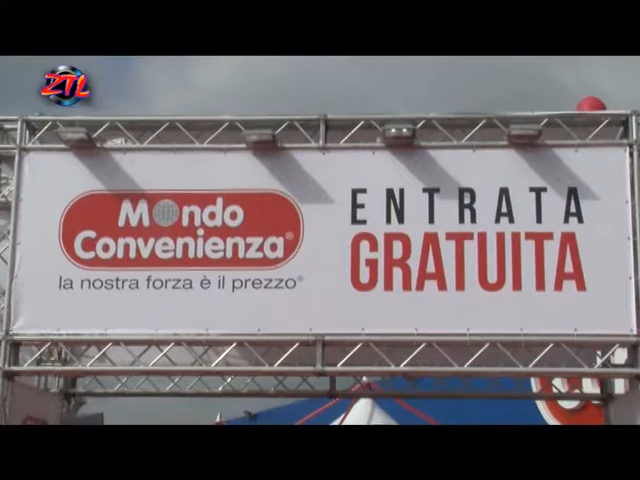 ZTL
Mondo
Convenienza®
la nostra forza è il prezzo®
ENTRATA
GRATUITA